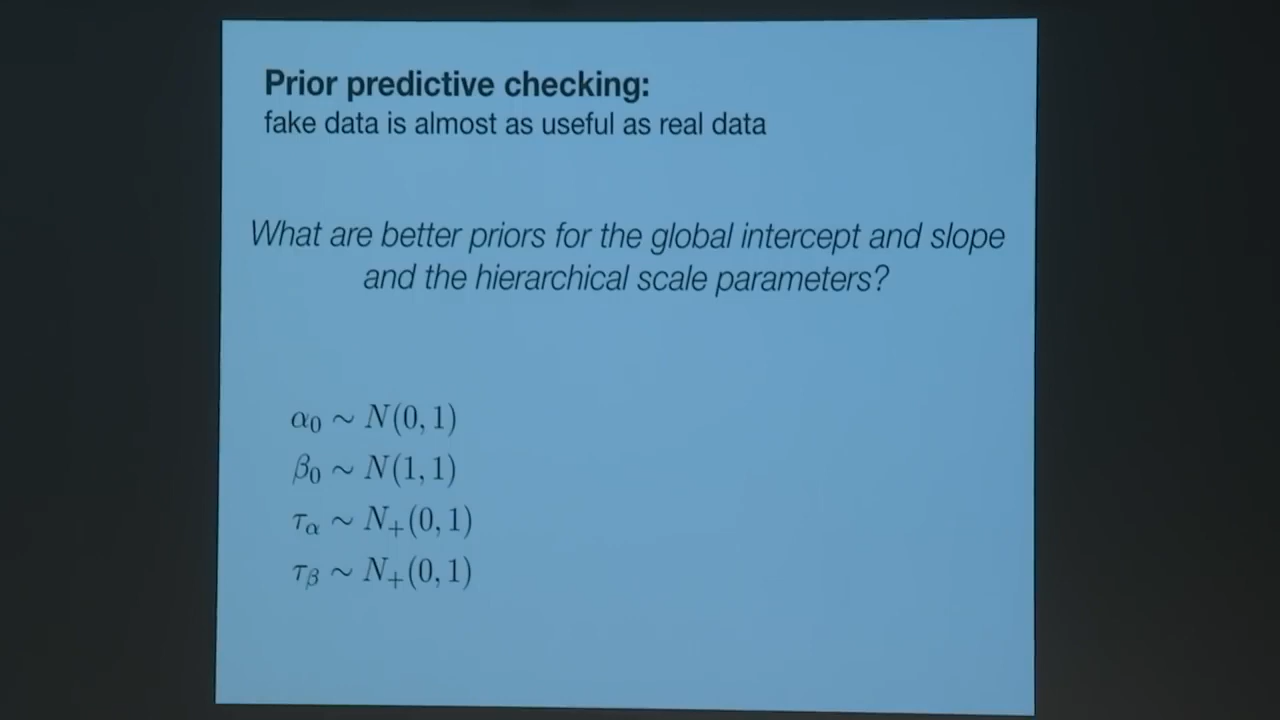 Prior predictive checking:
fake data is almost as useful as real data
What are better priors for the global intercept and slope
and the hierarchical scale parameters?
α₀ ∼ N(0, 1)
β₀ ∼ N(1, 1)
τ_α ∼ N₊(0, 1)
τ_β ∼ N₊(0, 1)